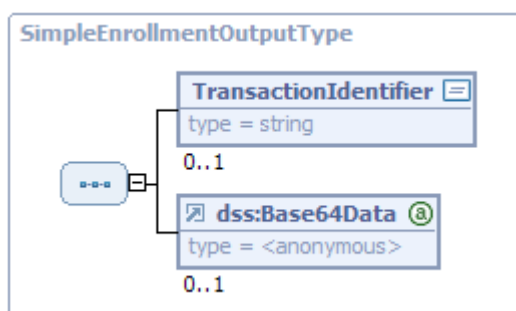 SimpleEnrollmentOutputType
TransactionIdentifier
type = string
0..1
dss:Base64Data @
type = <anonymous>
0..1